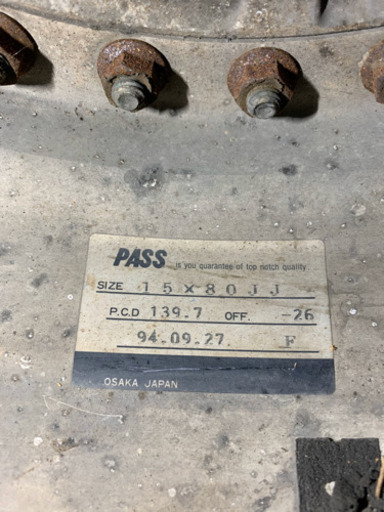 PASS is you guarantee of top notch quality
SIZE 15×80JJ
P.C.D 139.7 OFF. -26
94.09.27. F
OSAKA JAPAN